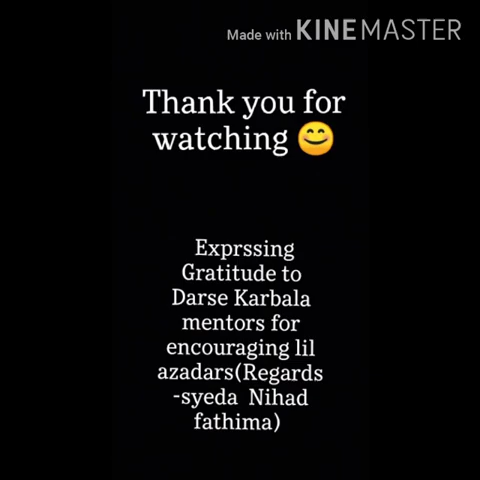 Made with KINEMASTER
Thank you for
watching 😊
Exprssing
Gratitude to
Darse Karbala
mentors for
encouraging lil
azadars(Regards
-syeda Nihad
fathima)